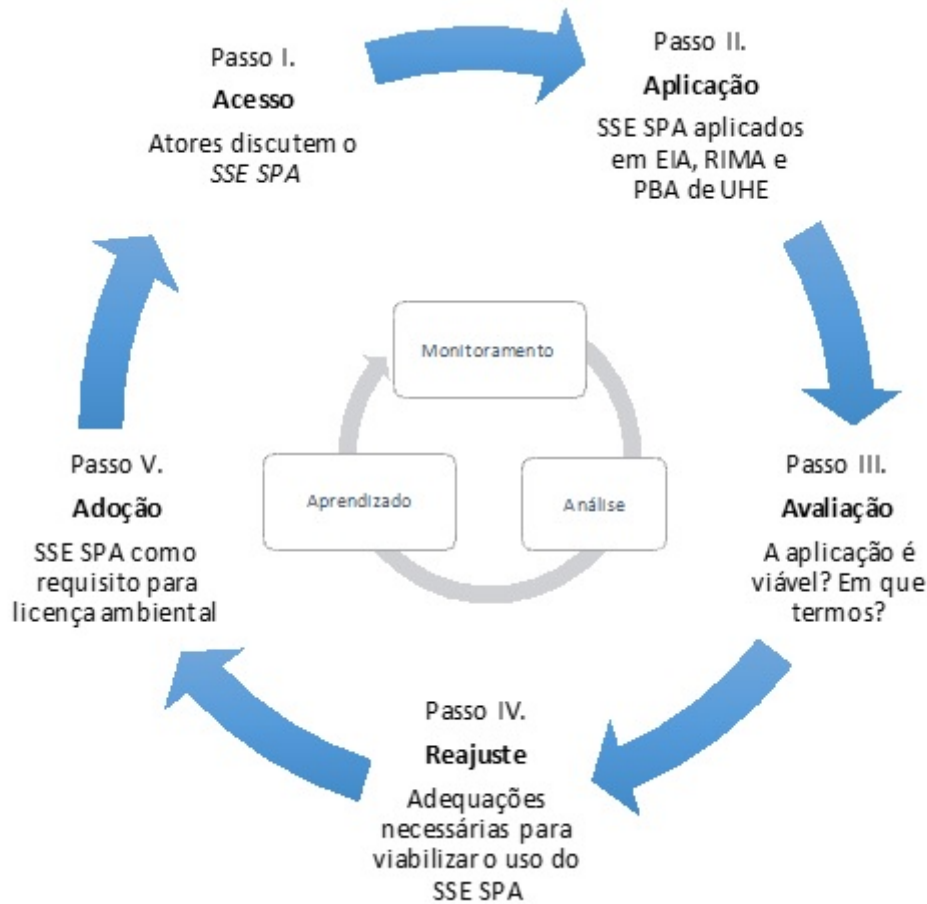 Passo I.
Acesso
Atores discutem o
SSE SPA
Passo II.
Aplicação
SSE SPA aplicados
em EIA, RIMA e
PBA de UHE
Passo III.
Avaliação
A aplicação é
viável? Em que
termos?
Passo IV.
Reajuste
Adequações
necessárias para
viabilizar o uso do
SSE SPA
Passo V.
Adoção
SSE SPA como
requisito para
licença ambiental
Monitoramento
Análise
Aprendizado